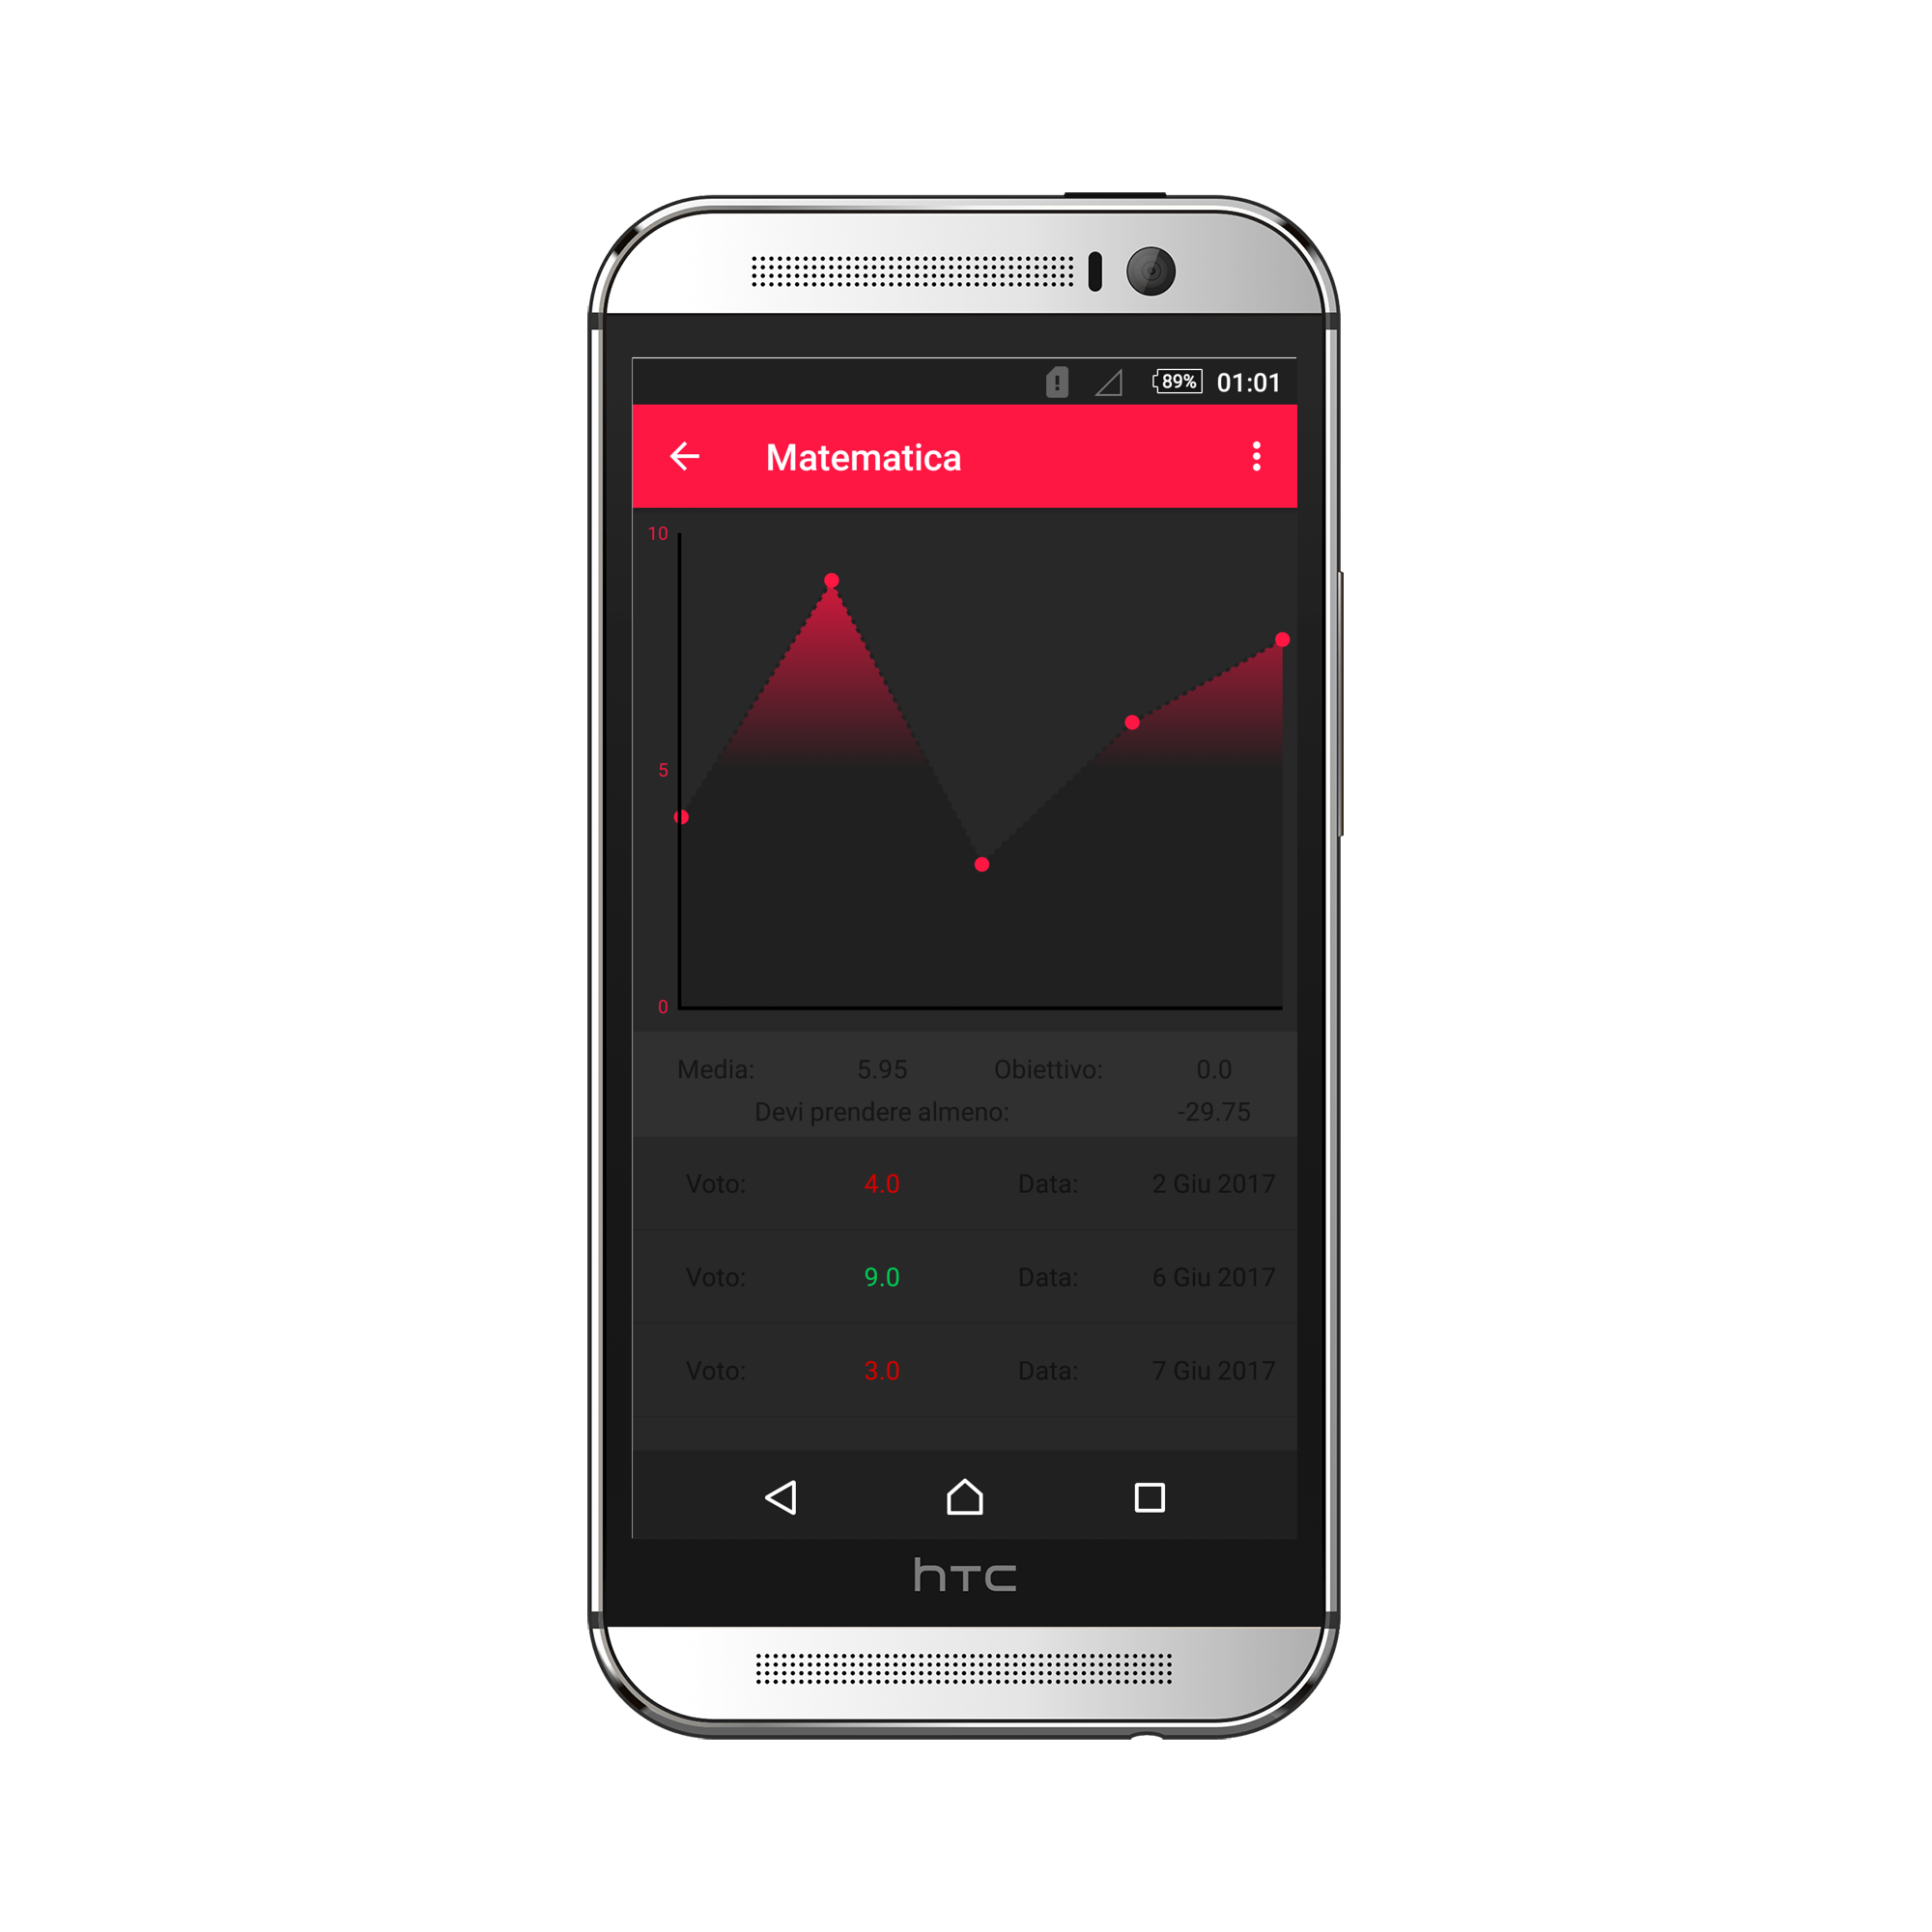 89% 01:01
Matematica
10
5
0
Media: 5.95 Obiettivo: 0.0
Devi prendere almeno: -29.75
Voto: 4.0 Data: 2 Giu 2017
Voto: 9.0 Data: 6 Giu 2017
Voto: 3.0 Data: 7 Giu 2017
hTC